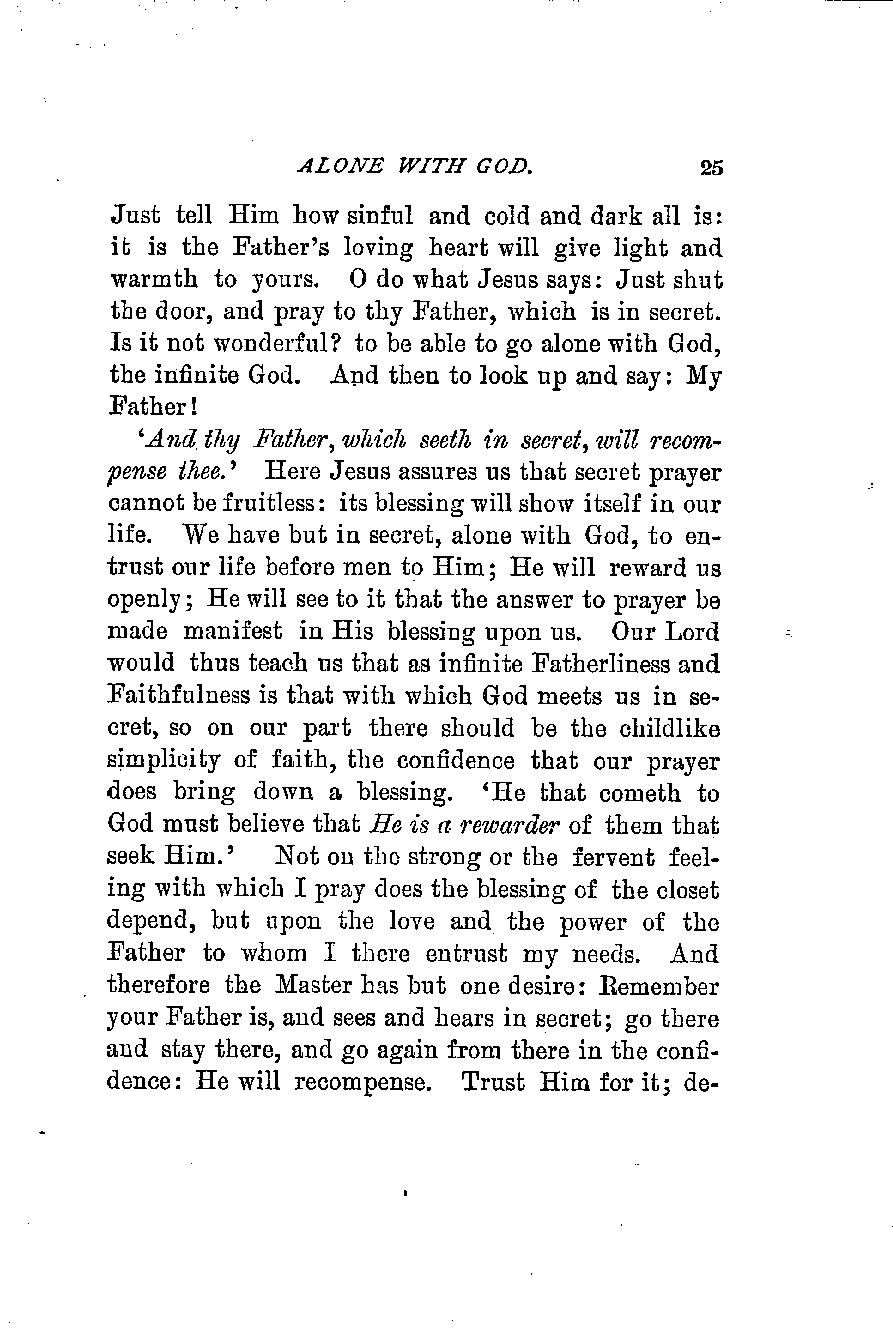 ALONE WITH GOD. 25
Just tell Him how sinful and cold and dark all is:
it is the Father's loving heart will give light and
warmth to yours. O do what Jesus says: Just shut
the door, and pray to thy Father, which is in secret.
Is it not wonderful? to be able to go alone with God,
the infinite God. And then to look up and say: My
Father!
'And thy Father, which seeth in secret, will recom-
pense thee.' Here Jesus assures us that secret prayer
cannot be fruitless: its blessing will show itself in our
life. We have but in secret, alone with God, to en-
trust our life before men to Him; He will reward us
openly; He will see to it that the answer to prayer be
made manifest in His blessing upon us. Our Lord
would thus teach us that as infinite Fatherliness and
Faithfulness is that with which God meets us in se-
cret, so on our part there should be the childlike
simplicity of faith, the confidence that our prayer
does bring down a blessing. 'He that cometh to
God must believe that He is a rewarder of them that
seek Him.' Not on the strong or the fervent feel-
ing with which I pray does the blessing of the closet
depend, but upon the love and the power of the
Father to whom I there entrust my needs. And
therefore the Master has but one desire: Remember
your Father is, and sees and hears in secret; go there
and stay there, and go again from there in the confi-
dence: He will recompense. Trust Him for it; de-